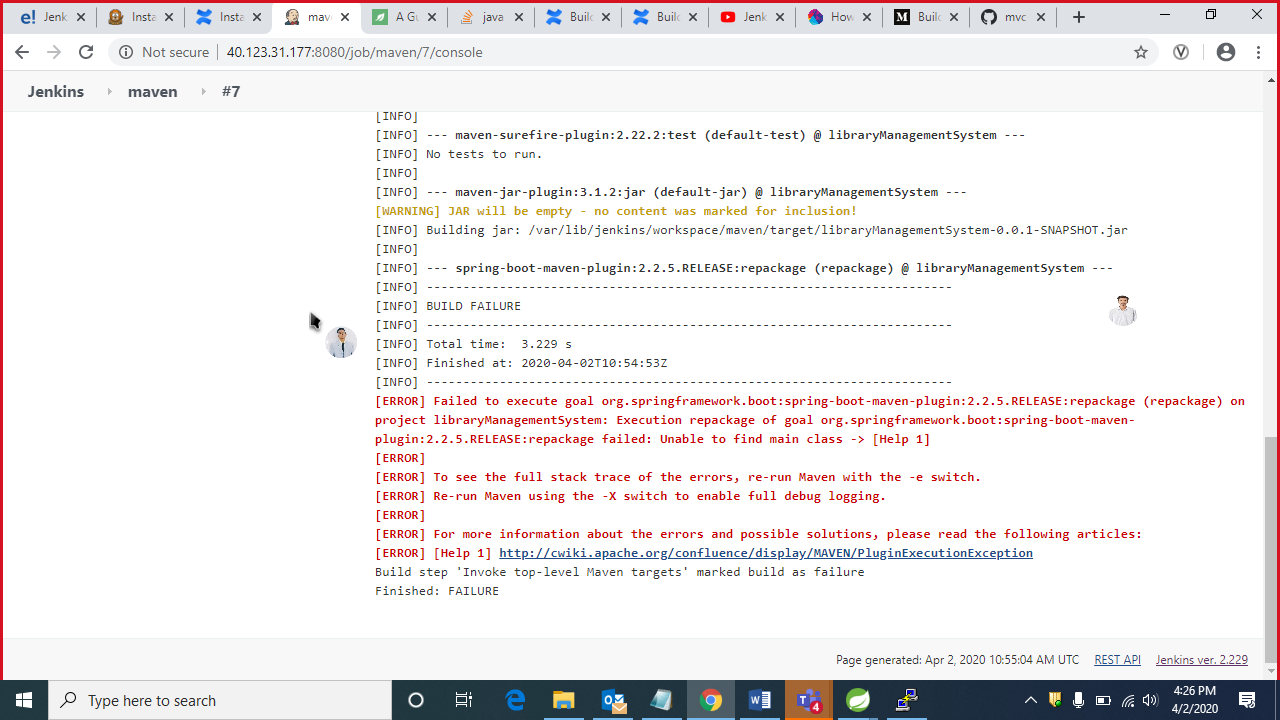 Jenk
Insta
Insta
mav
A Gu
java
Builc
Builc
Jenk
How
Builc
mvc
Not secure
40.123.31.177:8080/job/maven/7/console
Jenkins
maven
#7
[INFO]
[INFO] --- maven-surefire-plugin:2.22.2:test (default-test) @ libraryManagementSystem ---
[INFO] No tests to run.
[INFO]
[INFO] --- maven-jar-plugin:3.1.2:jar (default-jar) @ libraryManagementSystem ---
[WARNING] JAR will be empty - no content was marked for inclusion!
[INFO] Building jar: /var/lib/jenkins/workspace/maven/target/libraryManagementSystem-0.0.1-SNAPSHOT.jar
[INFO]
[INFO] --- spring-boot-maven-plugin:2.2.5.RELEASE:repackage (repackage) @ libraryManagementSystem ---
[INFO] ------------------------------------------------------------------------
[INFO] BUILD FAILURE
[INFO] ------------------------------------------------------------------------
[INFO] Total time:  3.229 s
[INFO] Finished at: 2020-04-02T10:54:53Z
[INFO] ------------------------------------------------------------------------
[ERROR] Failed to execute goal org.springframework.boot:spring-boot-maven-plugin:2.2.5.RELEASE:repackage (repackage) on
project libraryManagementSystem: Execution repackage of goal org.springframework.boot:spring-boot-maven-
plugin:2.2.5.RELEASE:repackage failed: Unable to find main class -> [Help 1]
[ERROR]
[ERROR] To see the full stack trace of the errors, re-run Maven with the -e switch.
[ERROR] Re-run Maven using the -X switch to enable full debug logging.
[ERROR]
[ERROR] For more information about the errors and possible solutions, please read the following articles:
[ERROR] [Help 1] http://cwiki.apache.org/confluence/display/MAVEN/PluginExecutionException
Build step 'Invoke top-level Maven targets' marked build as failure
Finished: FAILURE
Page generated: Apr 2, 2020 10:55:04 AM UTC
REST API
Jenkins ver. 2.229
Type here to search
4
4:26 PM
4/2/2020